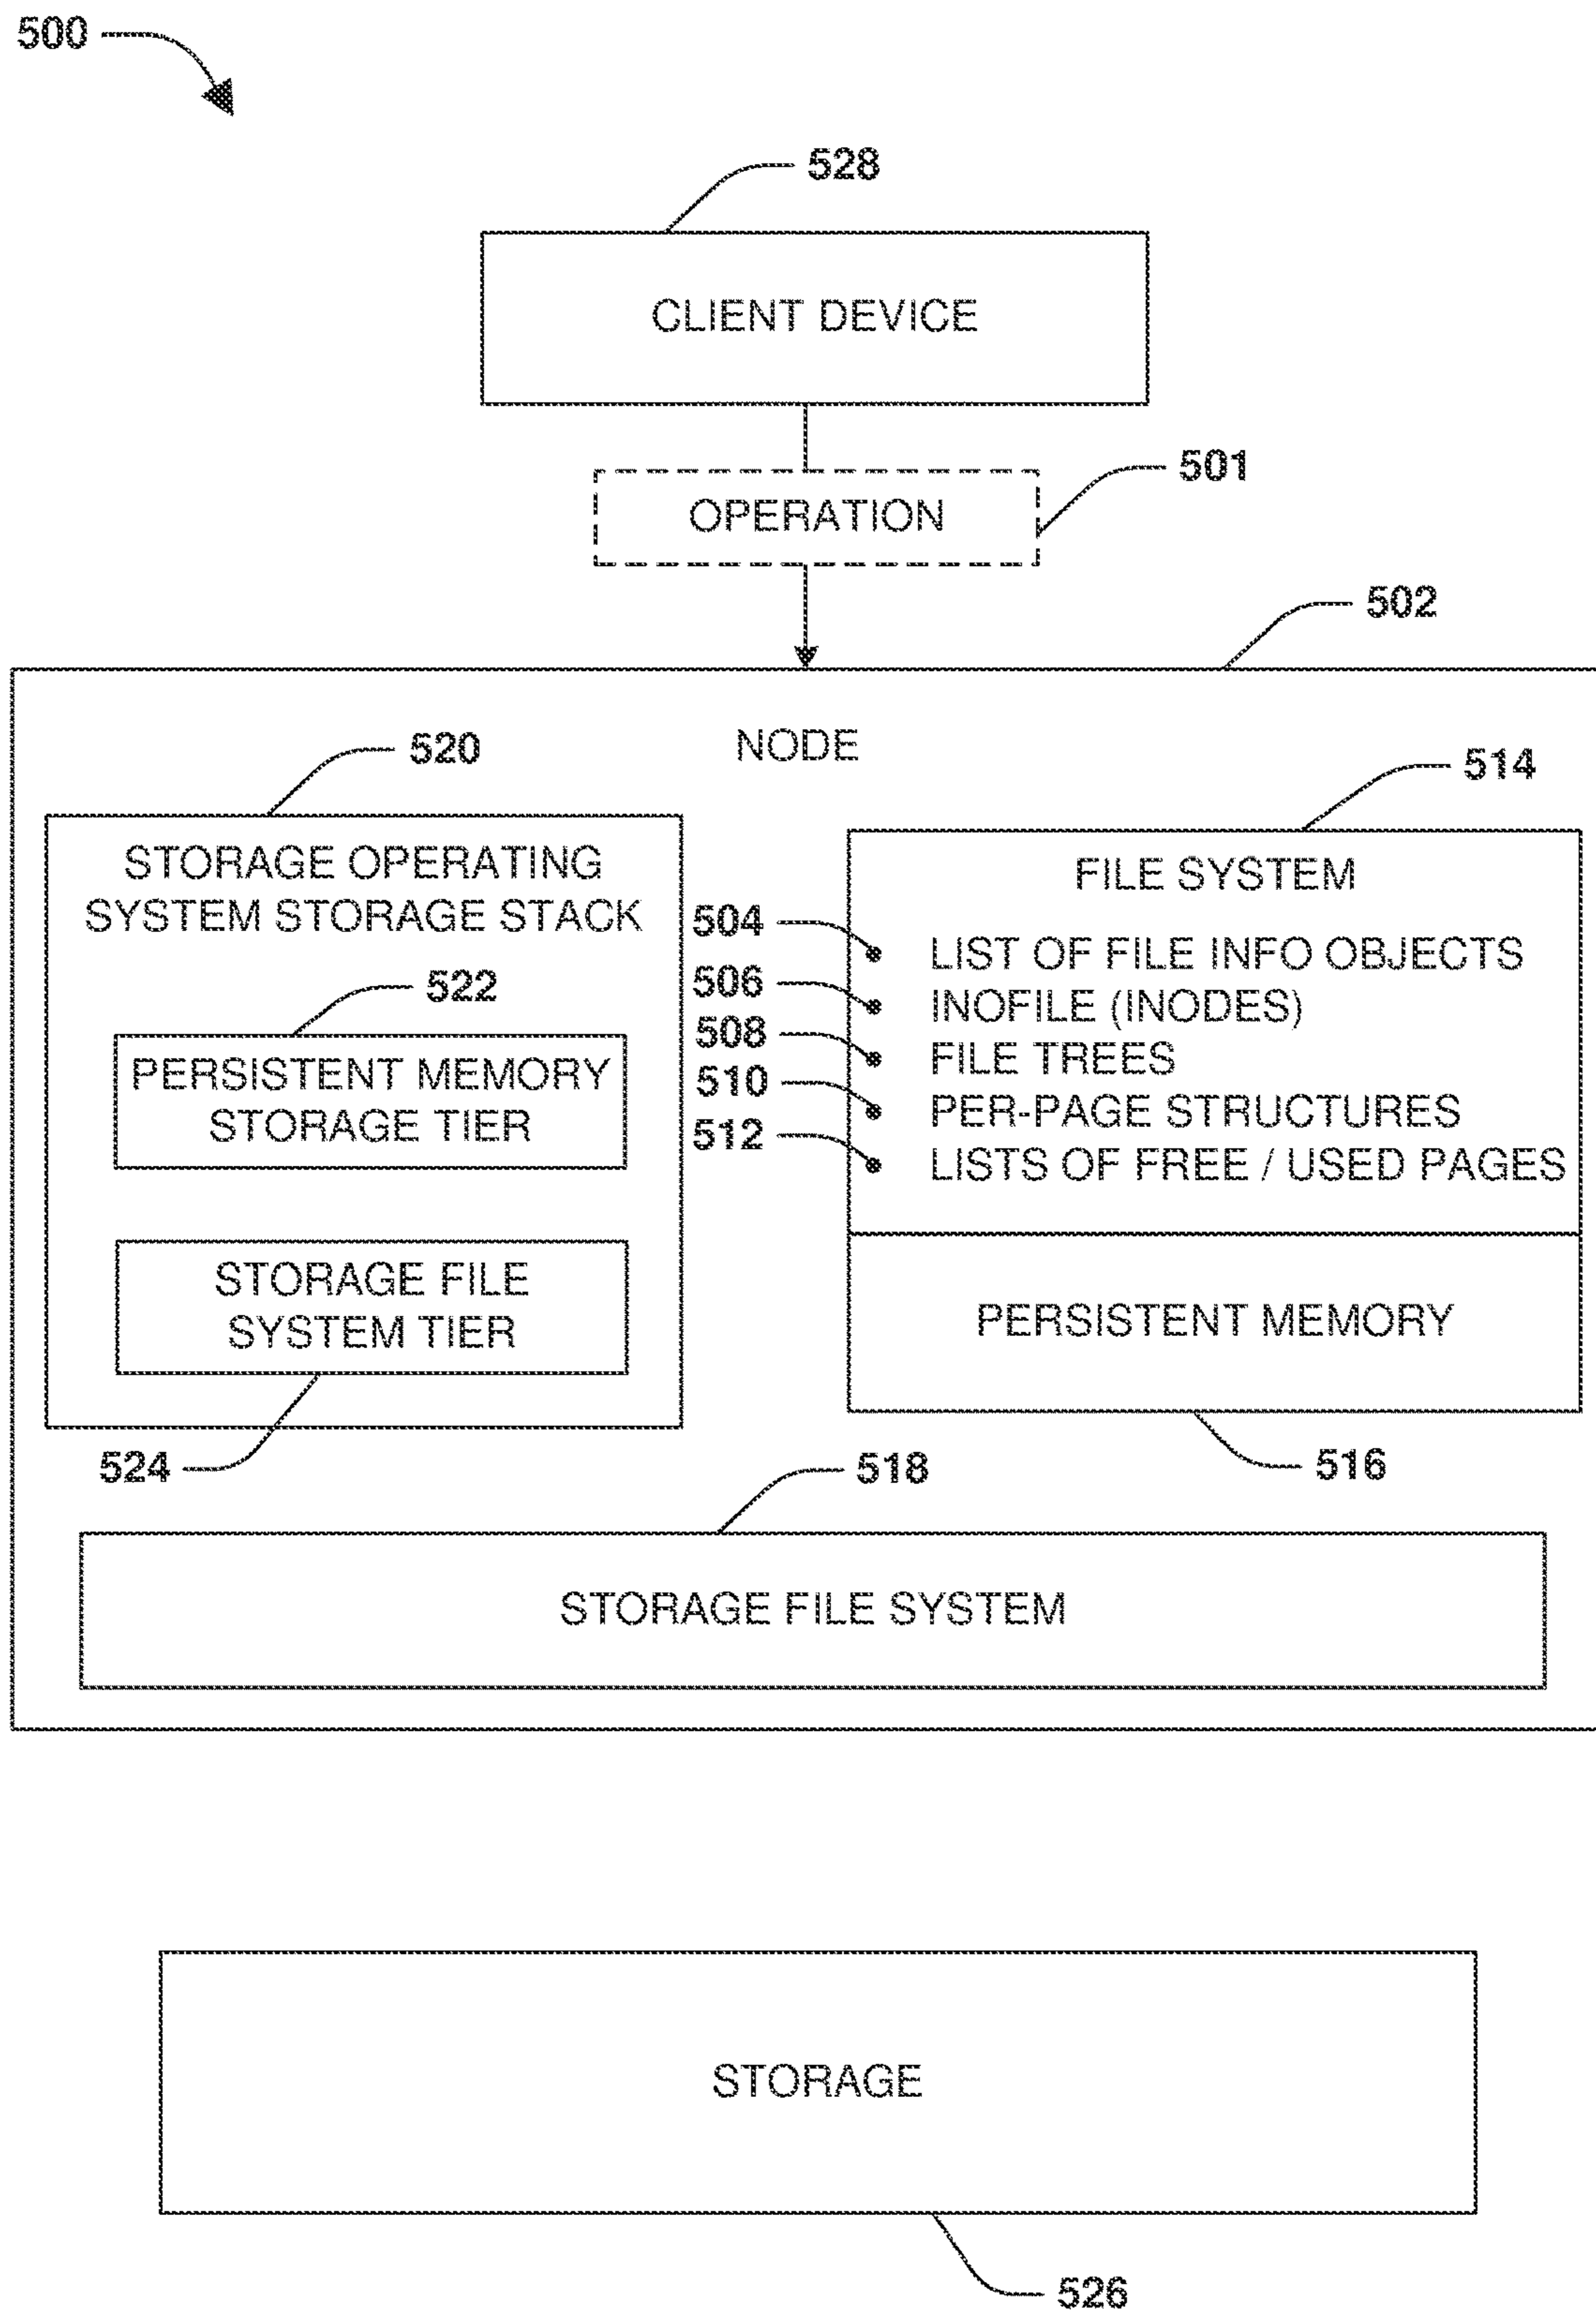 500
528
CLIENT DEVICE
501
OPERATION
502
NODE
520
514
STORAGE OPERATING
SYSTEM STORAGE STACK
522
PERSISTENT MEMORY
STORAGE TIER
STORAGE FILE
SYSTEM TIER
524
FILE SYSTEM
504 LIST OF FILE INFO OBJECTS
506 INOFILE (INODES)
508 FILE TREES
510 PER-PAGE STRUCTURES
512 LISTS OF FREE / USED PAGES
PERSISTENT MEMORY
516
518
STORAGE FILE SYSTEM
STORAGE
526